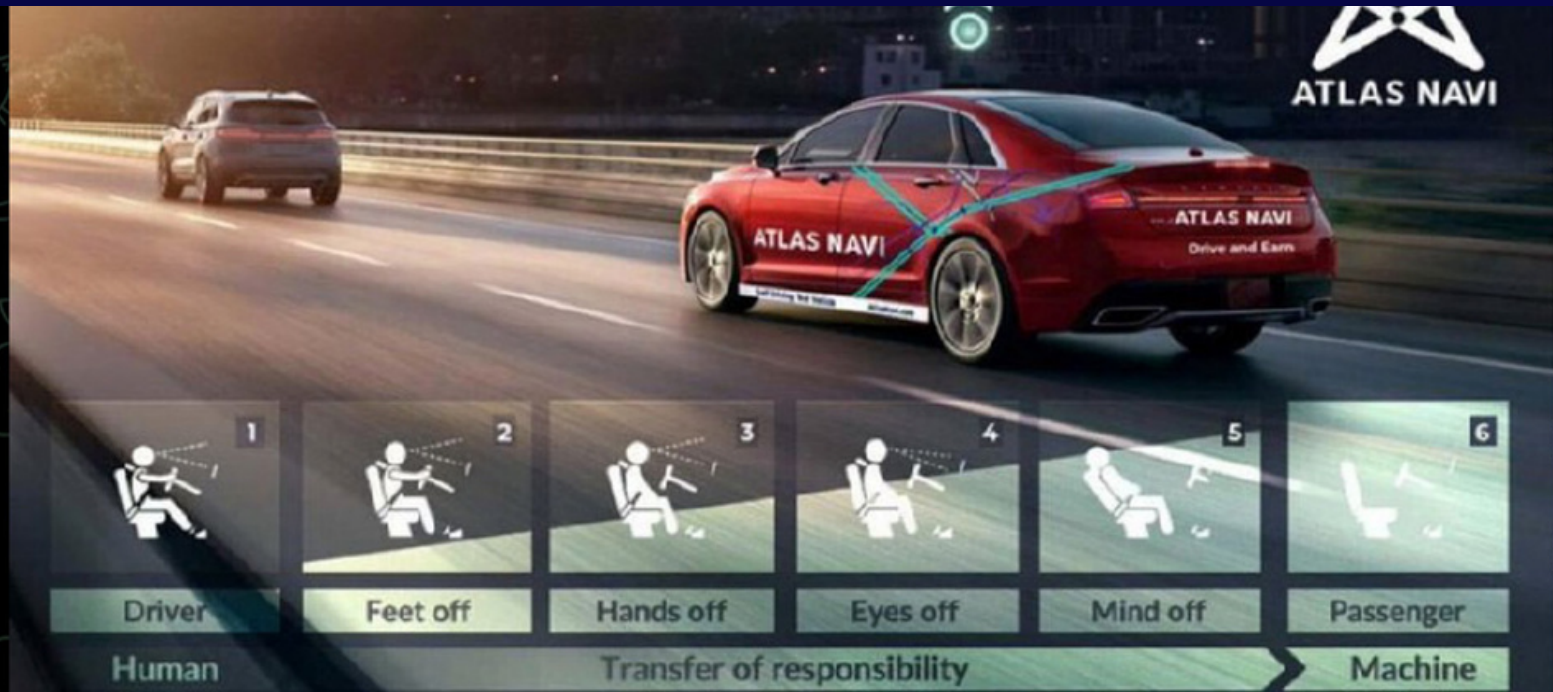 ATLAS NAVI
ATLAS NAVI
ATLAS NAVI
Drive and Earn
1
2
3
4
5
6
Driver
Feet off
Hands off
Eyes off
Mind off
Passenger
Human
Transfer of responsibility
Machine